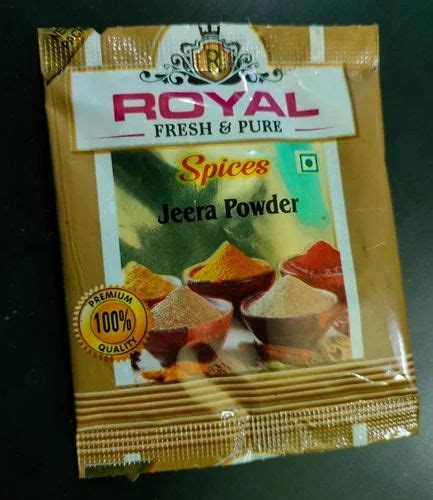 R
ROYAL
FRESH & PURE
Spices
Jeera Powder
PREMIUM
100%
QUALITY